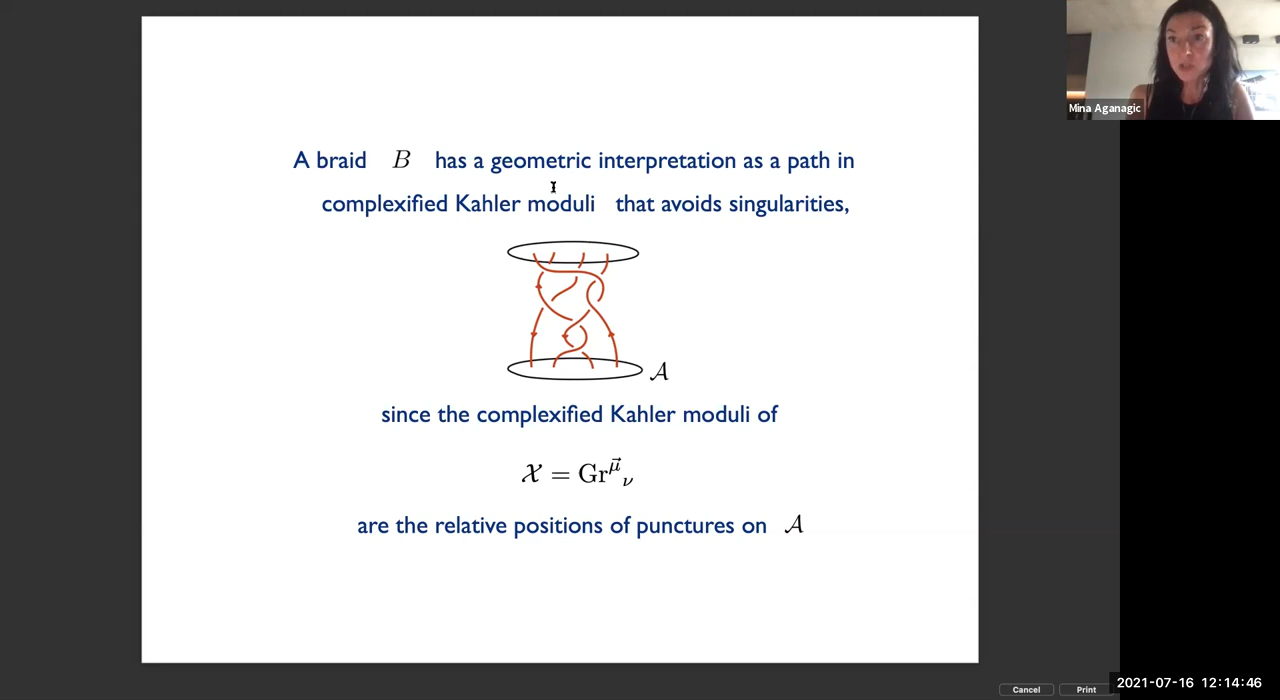 Mina Aganagic
A braid B has a geometric interpretation as a path in
complexified Kahler moduli that avoids singularities,
𝒜
since the complexified Kahler moduli of
𝒳 = Gr^{\vec{μ}}_ν
are the relative positions of punctures on 𝒜
Cancel
Print
2021-07-16 12:14:46